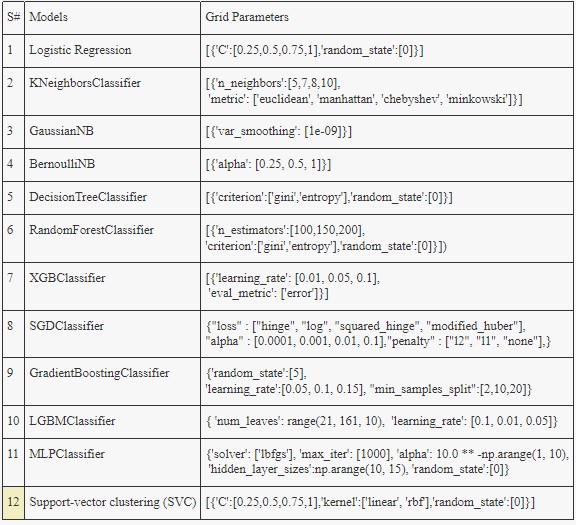 S# Models Grid Parameters
1 Logistic Regression [{'C':[0.25,0.5,0.75,1],'random_state':[0]}]
2 KNeighborsClassifier [{'n_neighbors':[5,7,8,10],
'metric': ['euclidean', 'manhattan', 'chebyshev', 'minkowski']}]
3 GaussianNB [{'var_smoothing': [1e-09]}]
4 BernoulliNB [{'alpha': [0.25, 0.5, 1]}]
5 DecisionTreeClassifier [{'criterion':['gini','entropy'],'random_state':[0]}]
6 RandomForestClassifier [{'n_estimators':[100,150,200],
'criterion':['gini','entropy'],'random_state':[0]}])
7 XGBClassifier [{'learning_rate': [0.01, 0.05, 0.1],
'eval_metric': ['error']}]
8 SGDClassifier {"loss" : ["hinge", "log", "squared_hinge", "modified_huber"],
"alpha" : [0.0001, 0.001, 0.01, 0.1],"penalty" : ["l2", "l1", "none"],}
9 GradientBoostingClassifier {'random_state':[5],
'learning_rate':[0.05, 0.1, 0.15], "min_samples_split":[2,10,20]}
10 LGBMClassifier { 'num_leaves': range(21, 161, 10), 'learning_rate': [0.1, 0.01, 0.05]}
11 MLPClassifier {'solver': ['lbfgs'], 'max_iter': [1000], 'alpha': 10.0 ** -np.arange(1, 10),
'hidden_layer_sizes':np.arange(10, 15), 'random_state':[0]}
12 Support-vector clustering (SVC) [{'C':[0.25,0.5,0.75,1],'kernel':['linear', 'rbf'],'random_state':[0]}]